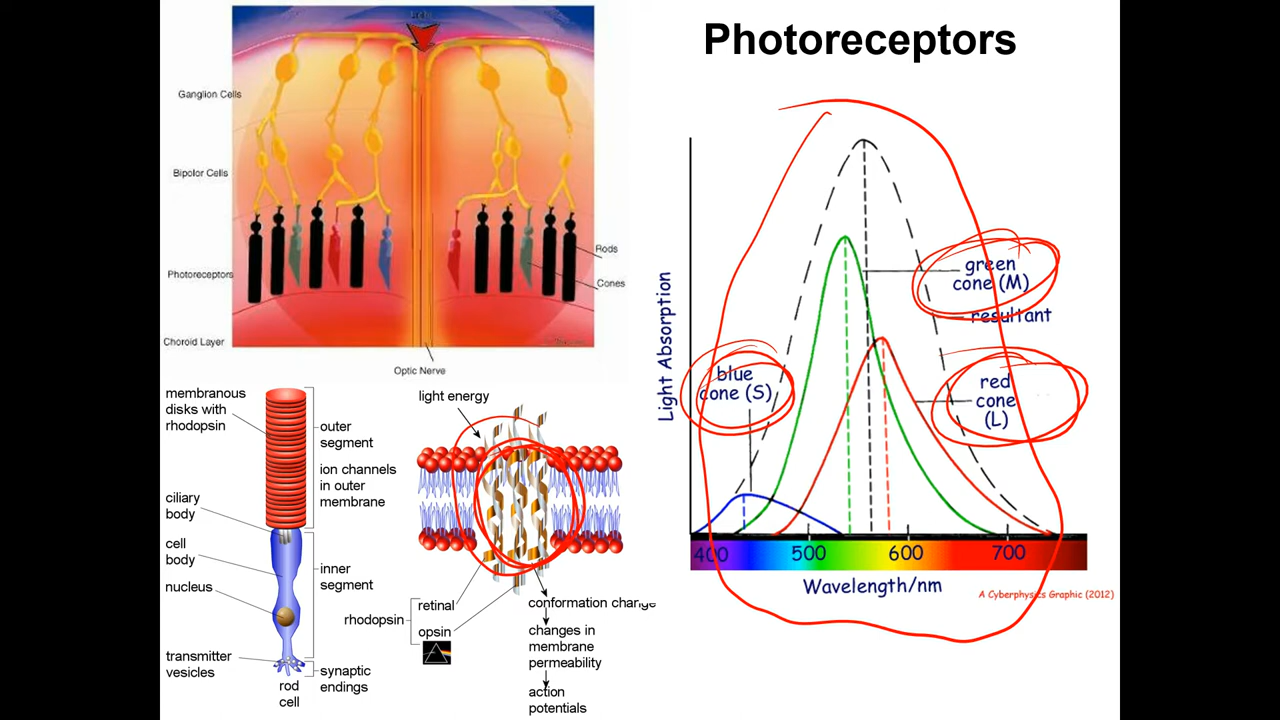 Photoreceptors
Light
Ganglion Cells
Bipolor Cells
Photoreceptors
Choroid Layer
Rods
Cones
Optic Nerve
membranous
disks with
rhodopsin
outer
segment
ion channels
in outer
membrane
ciliary
body
cell
body
nucleus
inner
segment
transmitter
vesicles
synaptic
endings
rod
cell
light energy
rhodopsin
retinal
opsin
conformation change
changes in
membrane
permeability
action
potentials
Light Absorption
green
cone (M)
resultant
blue
cone (S)
red
cone
(L)
400 500 600 700
Wavelength/nm
A Cyberphysics Graphic (2012)